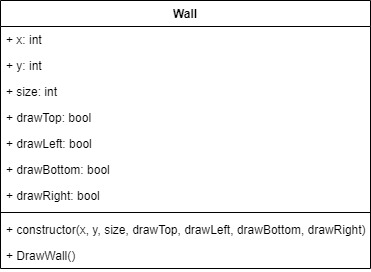 Wall
+ x: int
+ y: int
+ size: int
+ drawTop: bool
+ drawLeft: bool
+ drawBottom: bool
+ drawRight: bool
+ constructor(x, y, size, drawTop, drawLeft, drawBottom, drawRight)
+ DrawWall()